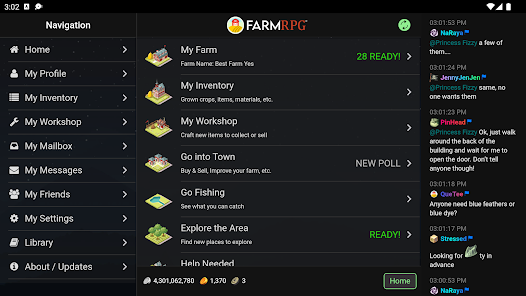 3:02
Navigation
Home
My Profile
My Inventory
My Workshop
My Mailbox
My Messages
My Friends
My Settings
Library
About / Updates
FARMRPG
My Farm
Farm Name: Best Farm Yes
28 READY!
My Inventory
Grown crops, items, materials, etc.
My Workshop
Craft new items to collect or sell
Go into Town
Buy & Sell, Improve your farm, etc.
NEW POLL
Go Fishing
See what you can catch
Explore the Area
Find new places to explore
READY!
Help Needed
4,301,062,780
1,370
3
Home
03:01:53 PM
NaRaya
@Princess Fizzy a few of
them....
03:01:24 PM
JennyJenJen
@Princess Fizzy same, no
one wants them
03:01:23 PM
PinHead
@Princess Fizzy Ok, just walk
around the back of the
building and wait for me to
open the door. Don't tell
anyone though!
03:01:18 PM
QueTee
Anyone need blue feathers or
blue dye?
03:01:17 PM
Stressed
Looking for ty in
advance
03:00:53 PM
NaRaya